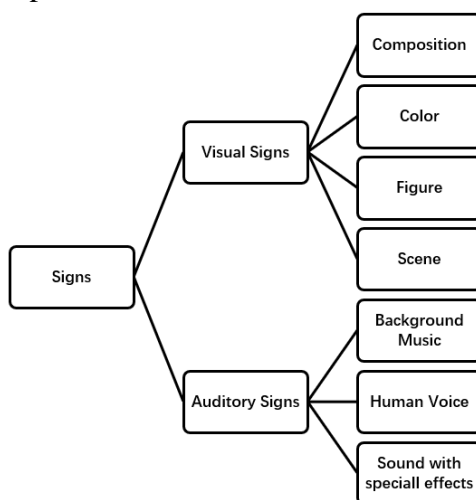 Composition
Color
Visual Signs
Figure
Scene
Signs
Background
Music
Auditory Signs
Human Voice
Sound with
speciall effects